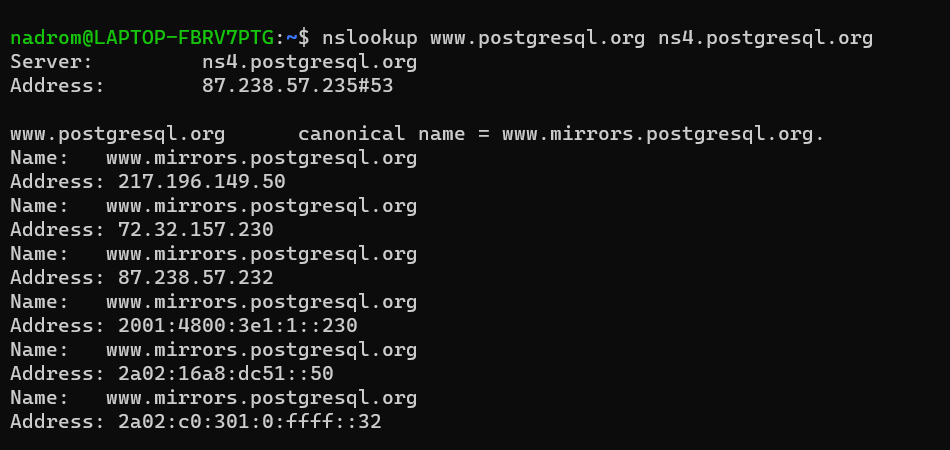 nadrom@LAPTOP-FBRV7PTG:~$ nslookup www.postgresql.org ns4.postgresql.org
Server:         ns4.postgresql.org
Address:        87.238.57.235#53

www.postgresql.org      canonical name = www.mirrors.postgresql.org.
Name:   www.mirrors.postgresql.org
Address: 217.196.149.50
Name:   www.mirrors.postgresql.org
Address: 72.32.157.230
Name:   www.mirrors.postgresql.org
Address: 87.238.57.232
Name:   www.mirrors.postgresql.org
Address: 2001:4800:3e1:1::230
Name:   www.mirrors.postgresql.org
Address: 2a02:16a8:dc51::50
Name:   www.mirrors.postgresql.org
Address: 2a02:c0:301:0:ffff::32